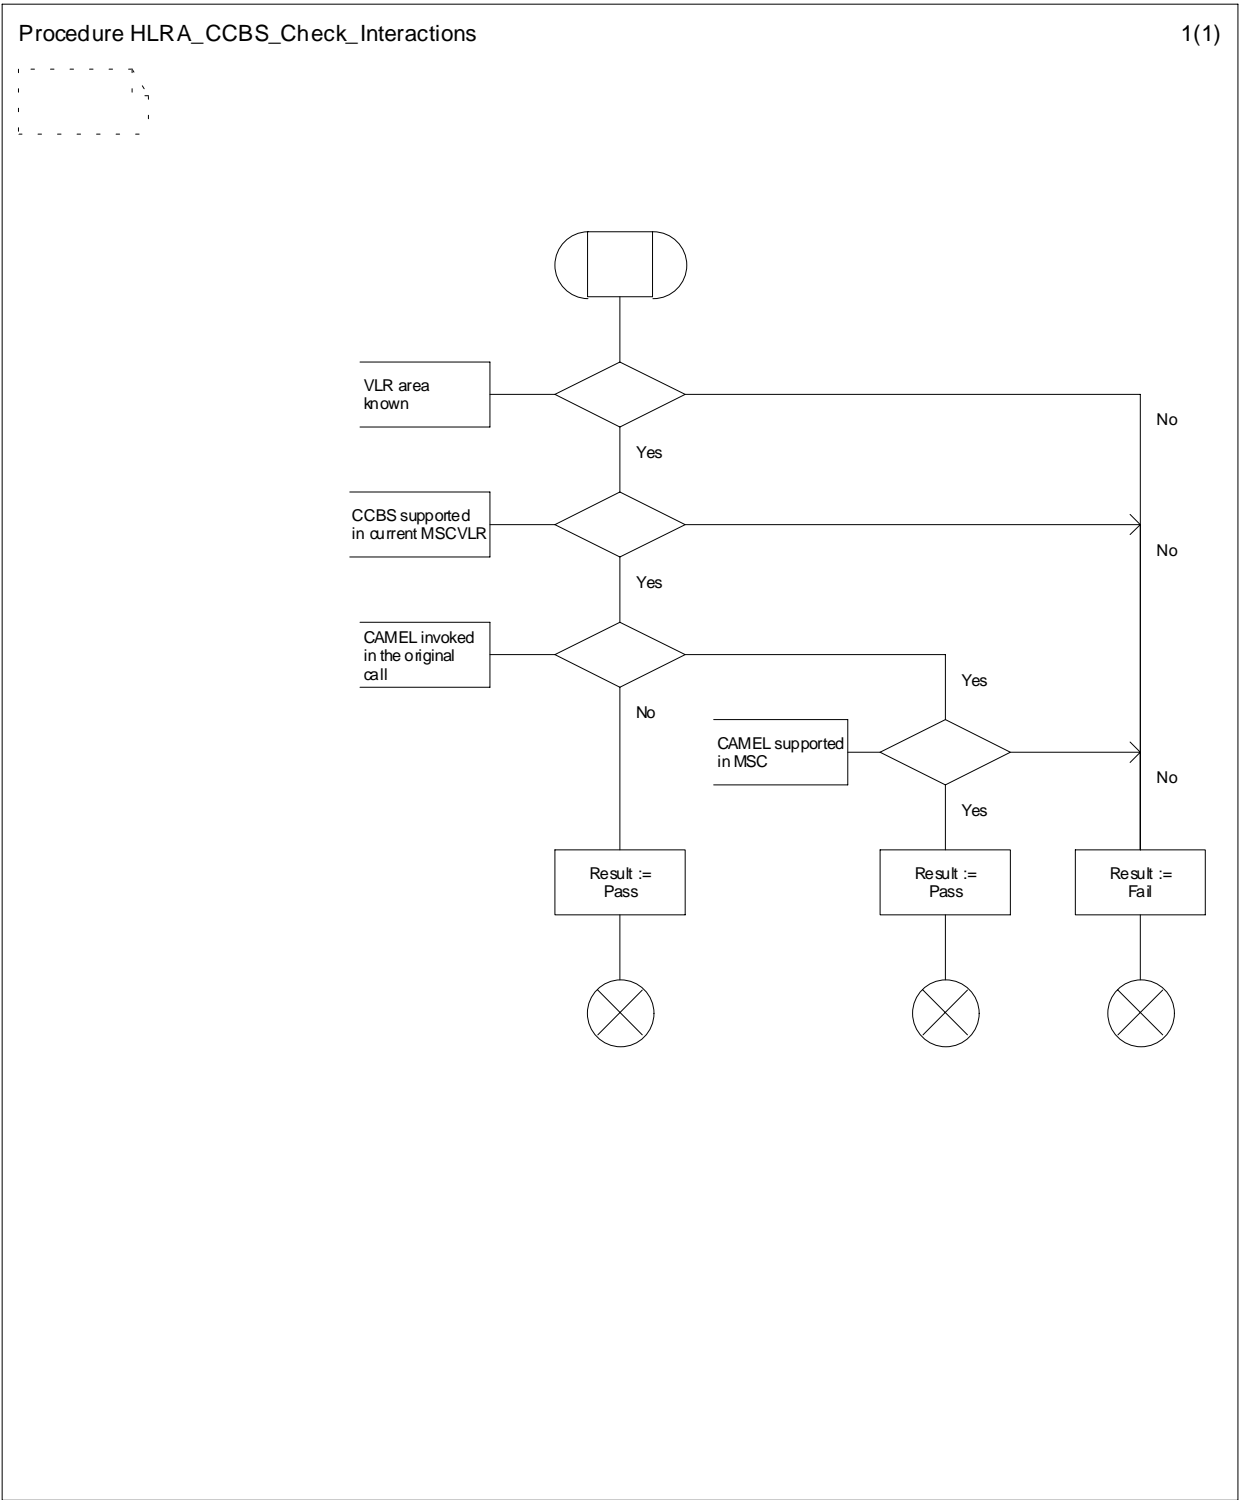 Procedure HLRA_CCBS_Check_Interactions
1(1)
VLR area
known
No
Yes
CCBS supported
in current MSCVLR
No
Yes
CAMEL invoked
in the original
call
Yes
No
CAMEL supported
in MSC
No
Yes
Result :=
Pass
Result :=
Pass
Result :=
Fail